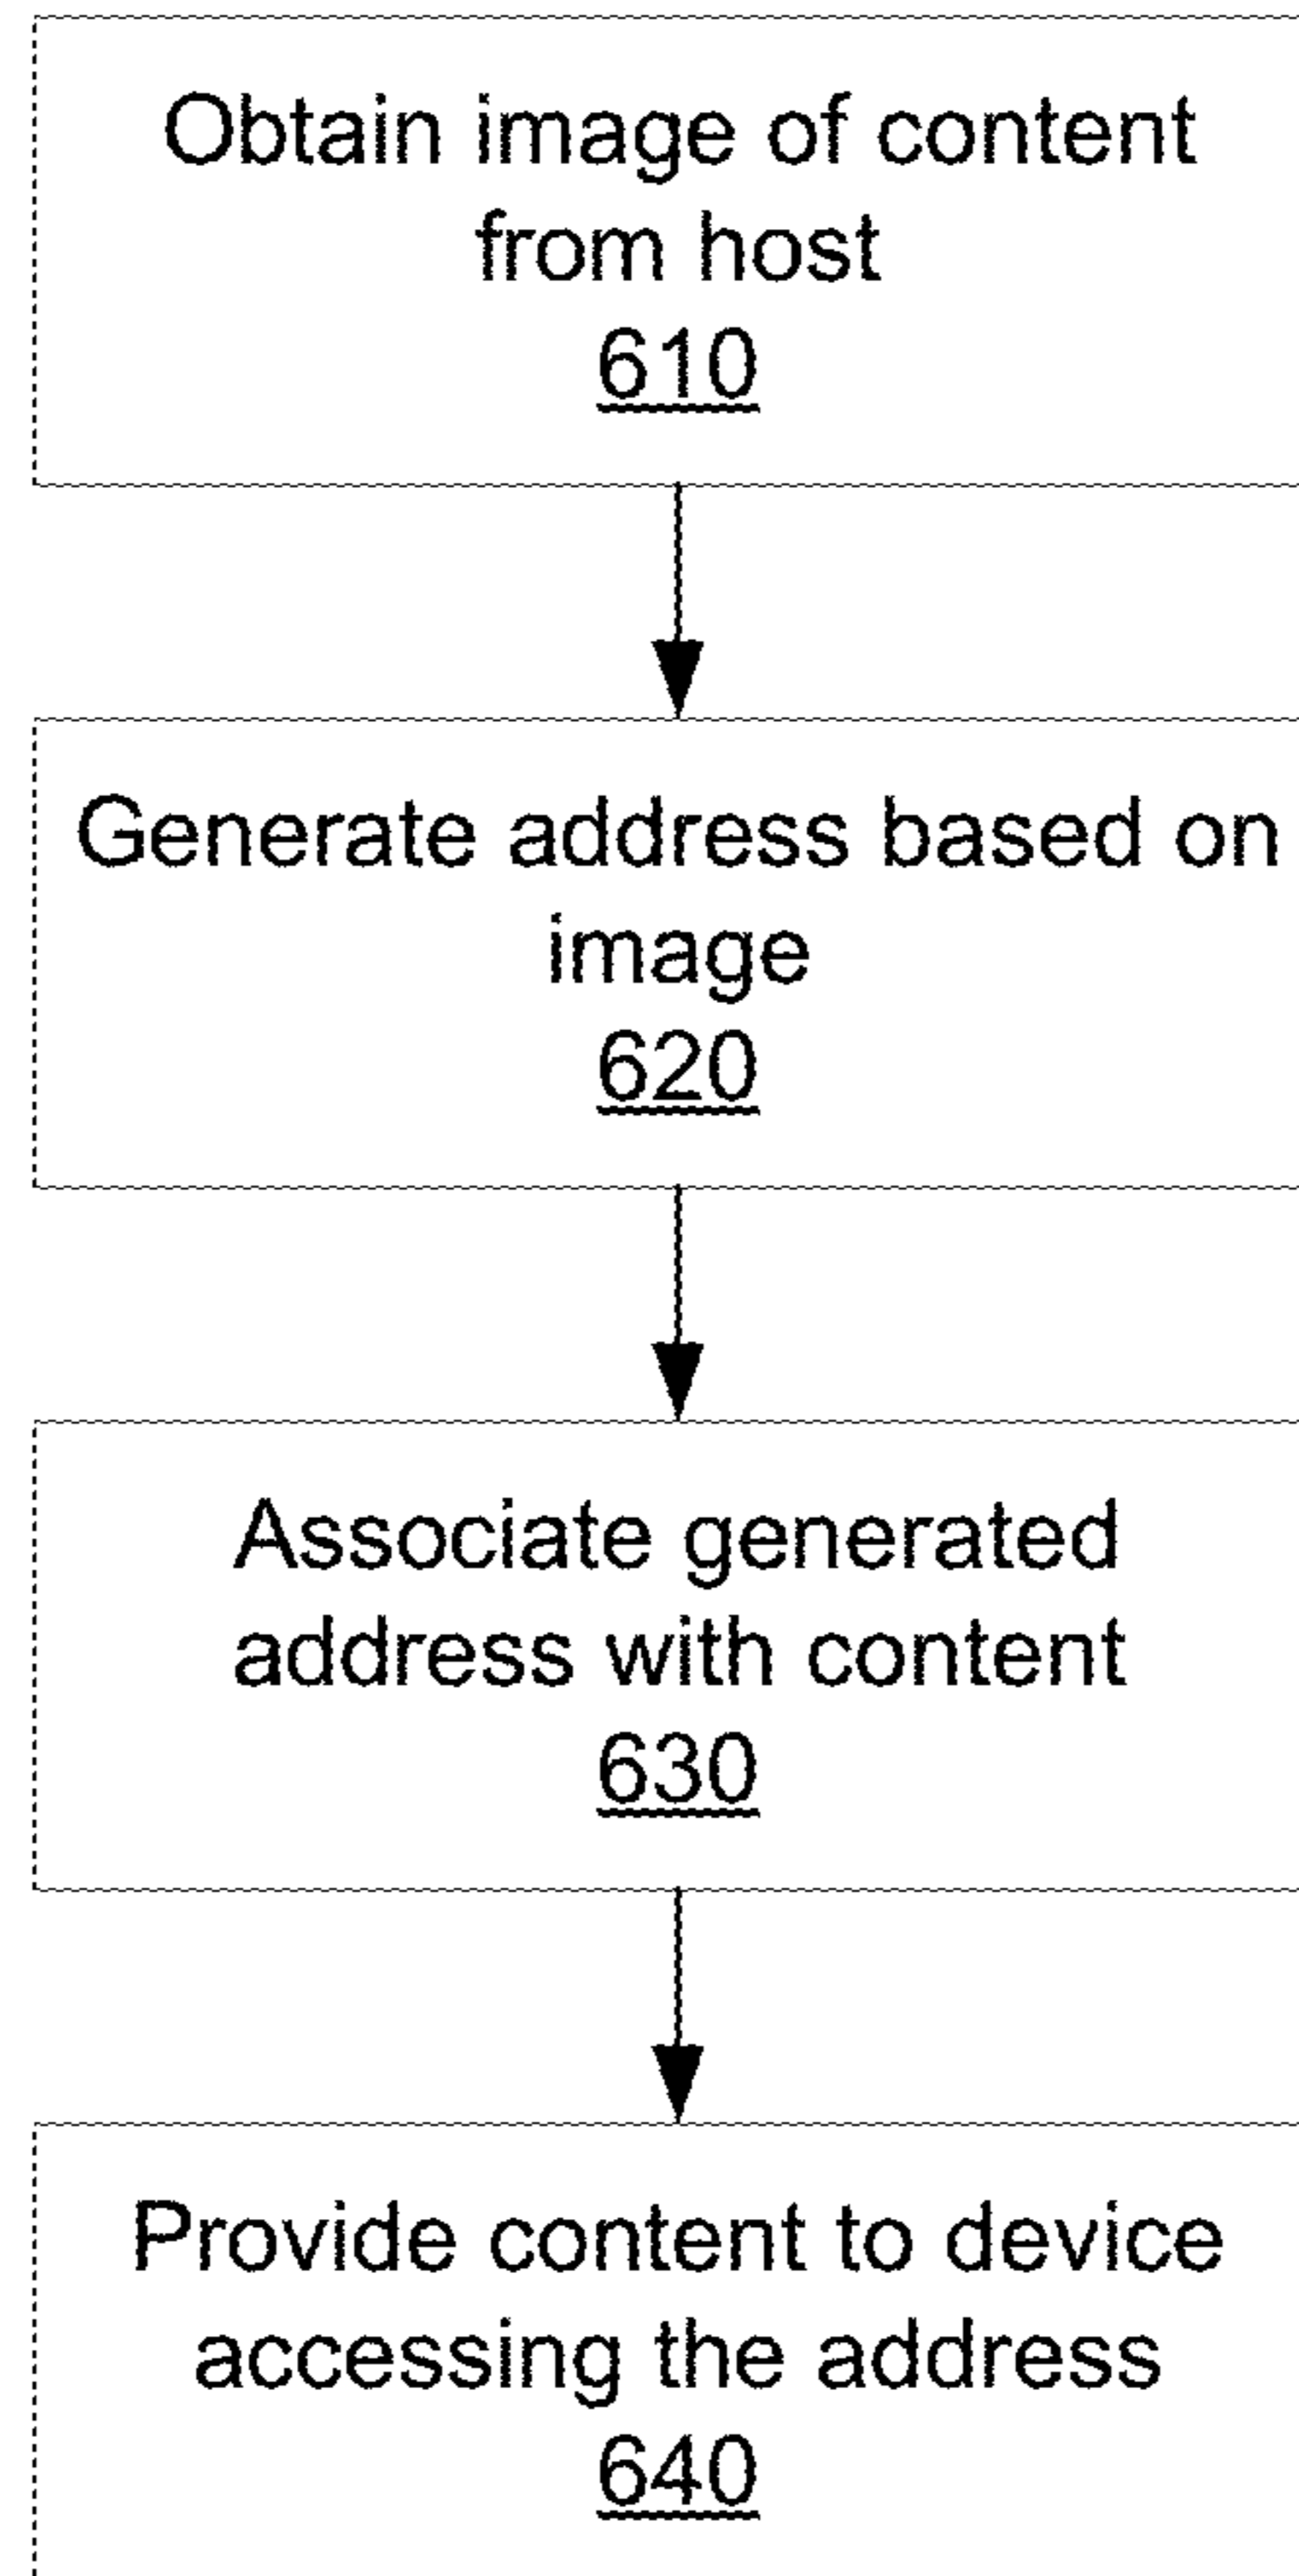 Obtain image of content
from host
610
Generate address based on
image
620
Associate generated
address with content
630
Provide content to device
accessing the address
640